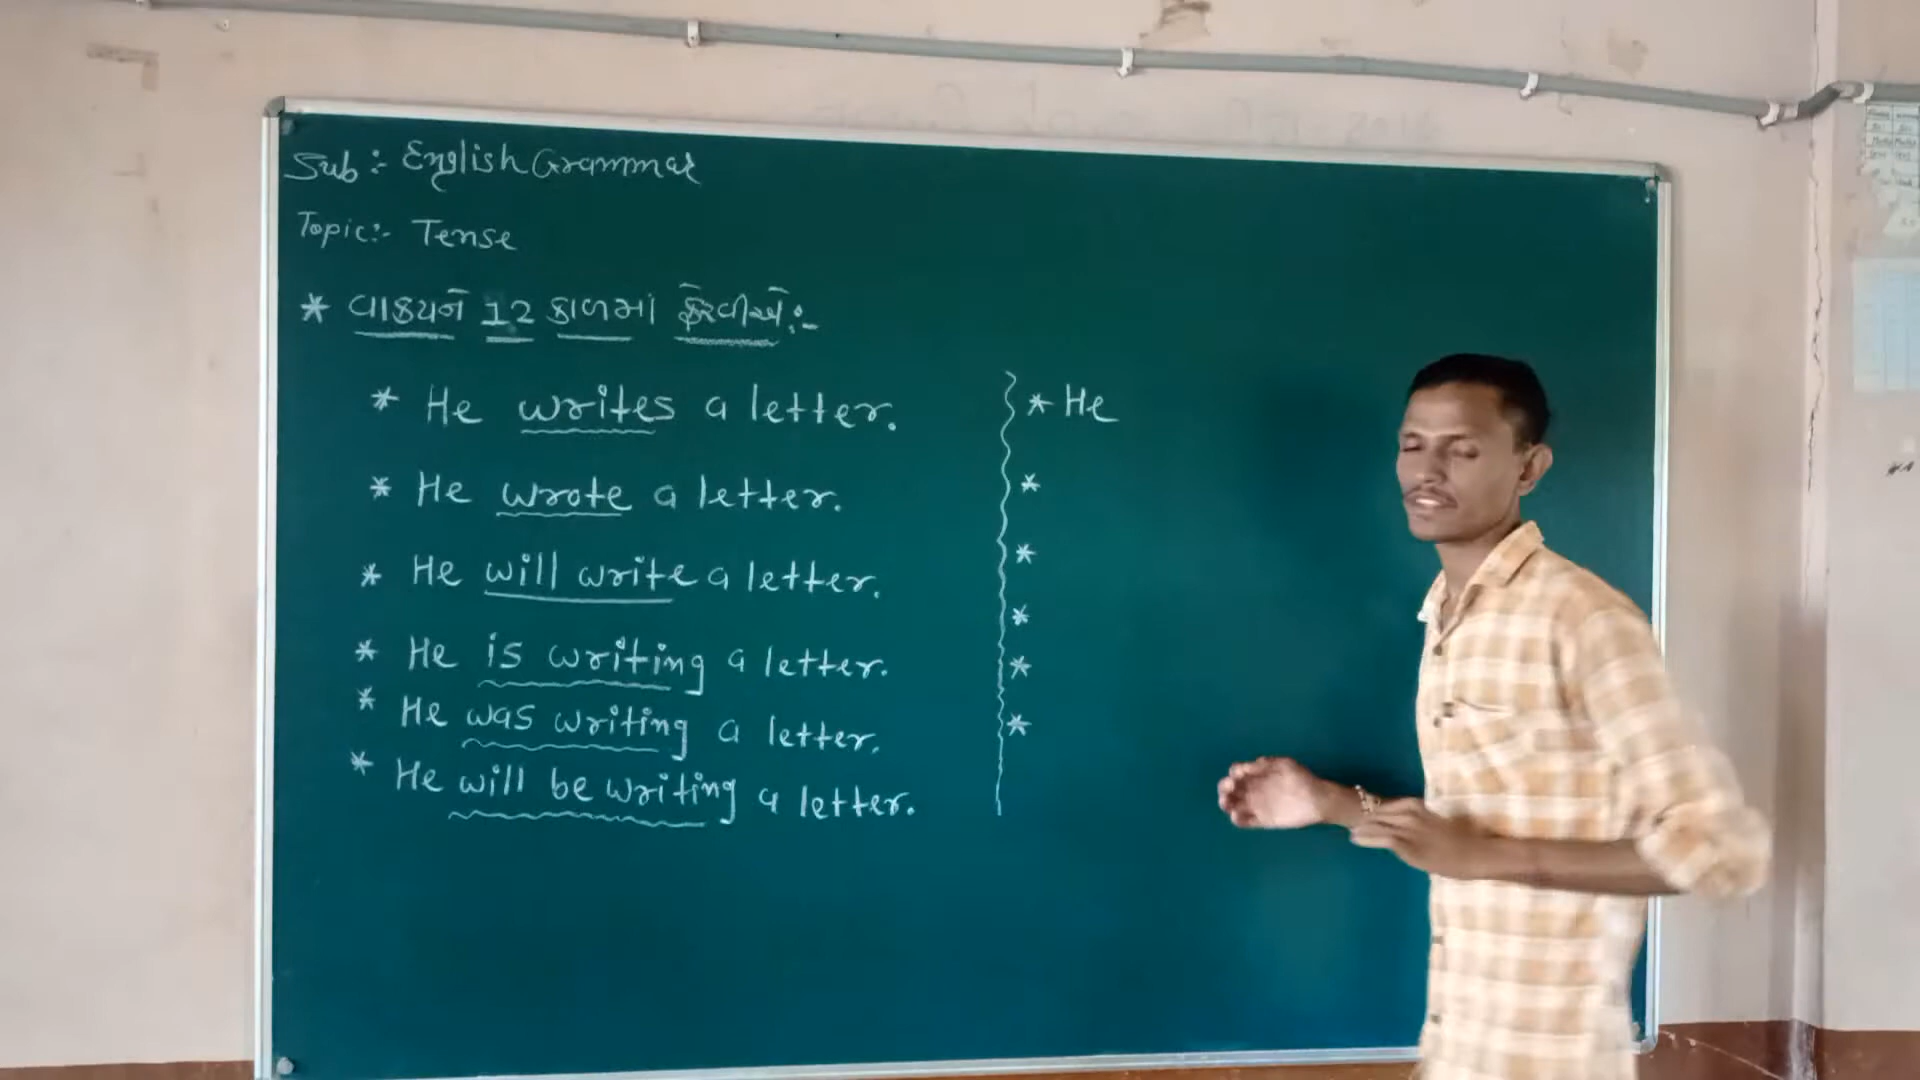 Sub:- English Grammar
Topic:- Tense
* વાક્યને 12 કાળમાં ફેરવીએ:-
* He writes a letter.
* He wrote a letter.
* He will write a letter.
* He is writing a letter.
* He was writing a letter.
* He will be writing a letter.
* He
*
*
*
*
*